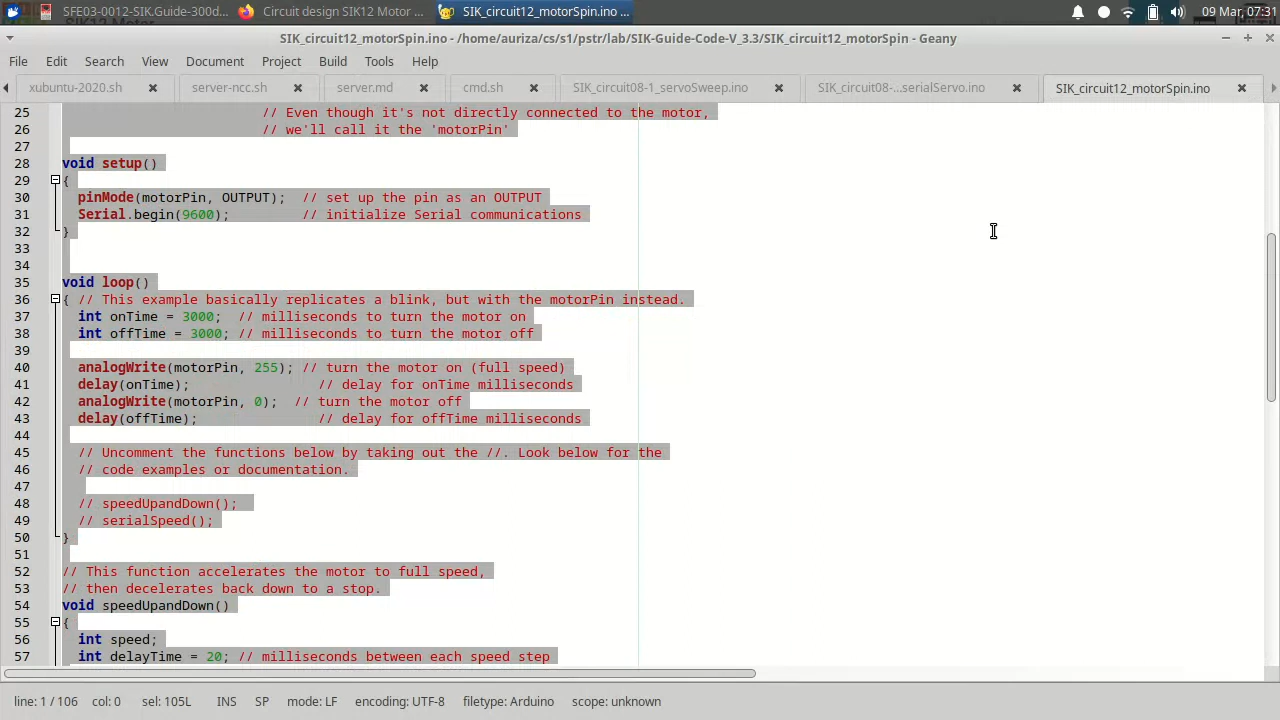 SFE03-0012-SIK.Guide-300d...
Circuit design SIK12 Motor ...
SIK_circuit12_motorSpin.ino ...
09 Mar, 07:31
SIK_circuit12_motorSpin.ino - /home/auriza/cs/s1/pstr/lab/SIK-Guide-Code-V_3.3/SIK_circuit12_motorSpin - Geany
File Edit Search View Document Project Build Tools Help
xubuntu-2020.sh server-ncc.sh server.md cmd.sh SIK_circuit08-1_servoSweep.ino SIK_circuit08-...serialServo.ino SIK_circuit12_motorSpin.ino
25 // Even though it's not directly connected to the motor,
26 // we'll call it the 'motorPin'
27
28 void setup()
29 {
30 pinMode(motorPin, OUTPUT); // set up the pin as an OUTPUT
31 Serial.begin(9600); // initialize Serial communications
32 }
33
34
35 void loop()
36 { // This example basically replicates a blink, but with the motorPin instead.
37 int onTime = 3000; // milliseconds to turn the motor on
38 int offTime = 3000; // milliseconds to turn the motor off
39
40 analogWrite(motorPin, 255); // turn the motor on (full speed)
41 delay(onTime); // delay for onTime milliseconds
42 analogWrite(motorPin, 0); // turn the motor off
43 delay(offTime); // delay for offTime milliseconds
44
45 // Uncomment the functions below by taking out the //. Look below for the
46 // code examples or documentation.
47
48 // speedUpandDown();
49 // serialSpeed();
50 }
51
52 // This function accelerates the motor to full speed,
53 // then decelerates back down to a stop.
54 void speedUpandDown()
55 {
56 int speed;
57 int delayTime = 20; // milliseconds between each speed step
line: 1 / 106 col: 0 sel: 105L INS SP mode: LF encoding: UTF-8 filetype: Arduino scope: unknown